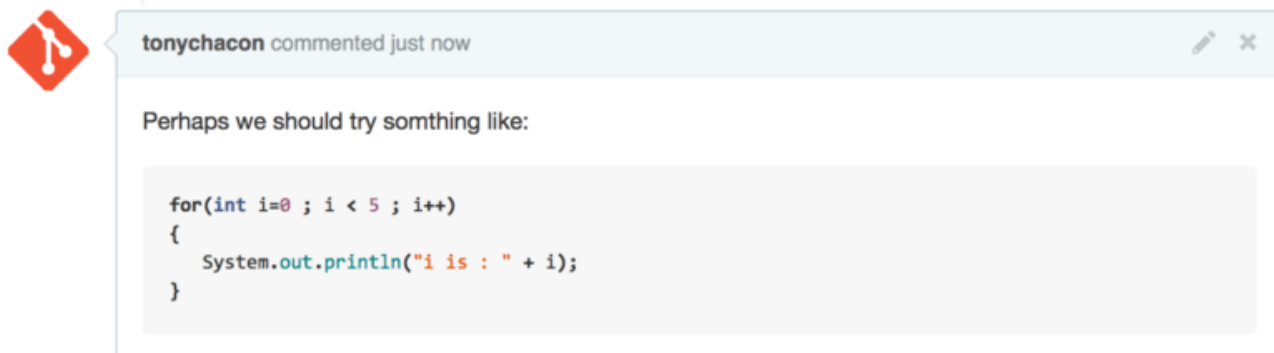 tonychacon commented just now
Perhaps we should try somthing like:
for(int i=0 ; i < 5 ; i++)
{
   System.out.println("i is : " + i);
}